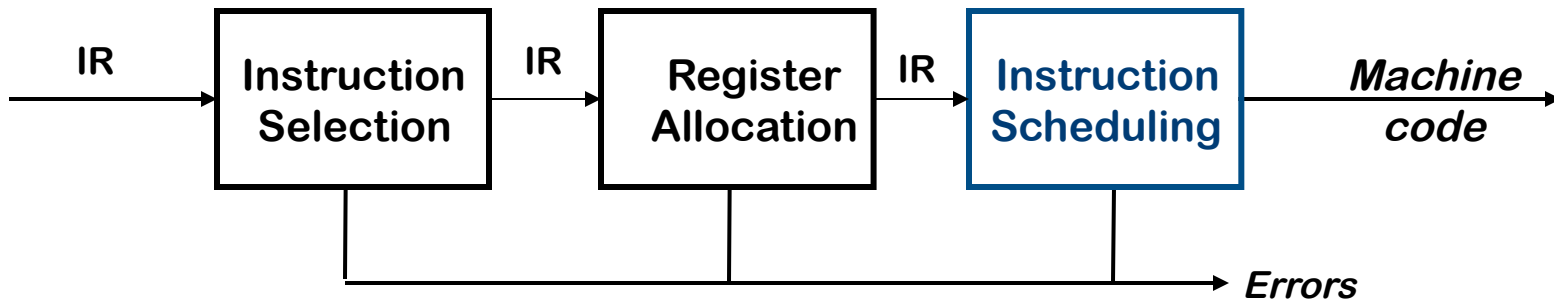 IR
Instruction
Selection
IR
Register
Allocation
IR
Instruction
Scheduling
Machine
code
Errors